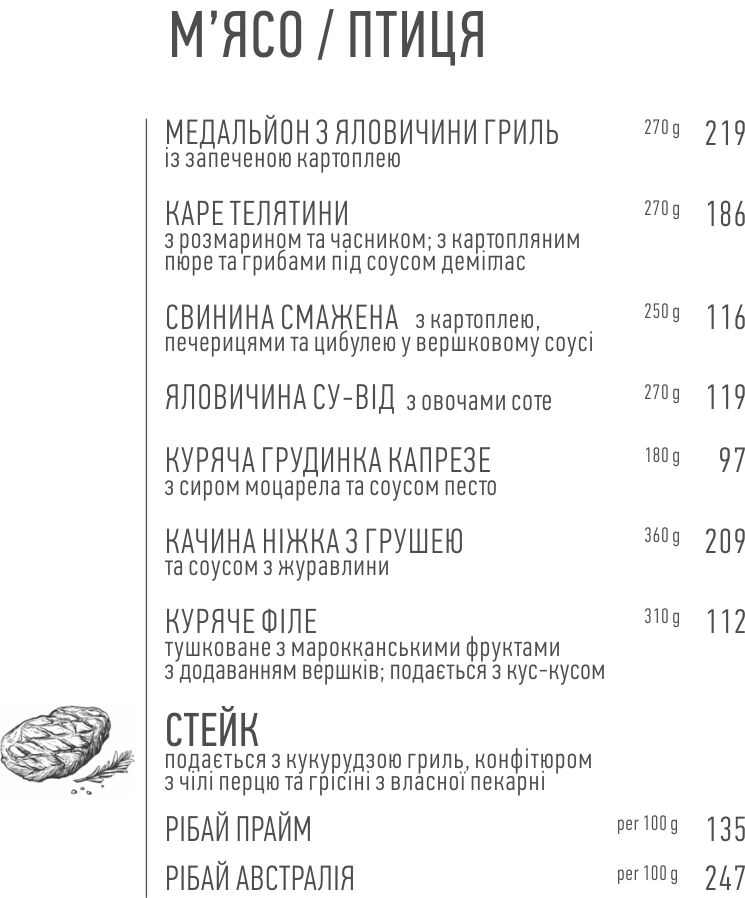 М’ЯСО / ПТИЦЯ
МЕДАЛЬЙОН З ЯЛОВИЧИНИ ГРИЛЬ 270 g 219
із запеченою картоплею
КАРЕ ТЕЛЯТИНИ 270 g 186
з розмарином та часником; з картопляним
пюре та грибами під соусом деміглас
СВИНИНА СМАЖЕНА з картоплею, 250 g 116
печерицями та цибулею у вершковому соусі
ЯЛОВИЧИНА СУ-ВІД з овочами соте 270 g 119
КУРЯЧА ГРУДИНКА КАПРЕЗЕ 180 g 97
з сиром моцарела та соусом песто
КАЧИНА НІЖКА З ГРУШЕЮ 360 g 209
та соусом з журавлини
КУРЯЧЕ ФІЛЕ 310 g 112
тушковане з марокканськими фруктами
з додаванням вершків; подається з кус-кусом
СТЕЙК
подається з кукурудзою гриль, конфітюром
з чілі перцю та грісіні з власної пекарні
РІБАЙ ПРАЙМ per 100 g 135
РІБАЙ АВСТРАЛІЯ per 100 g 247